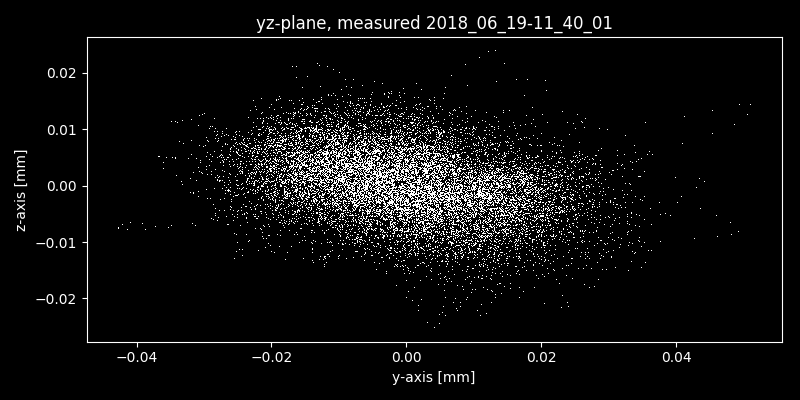 yz-plane, measured 2018_06_19-11_40_01
0.02
0.01
0.00
−0.01
−0.02
z-axis [mm]
−0.04 −0.02 0.00 0.02 0.04
y-axis [mm]